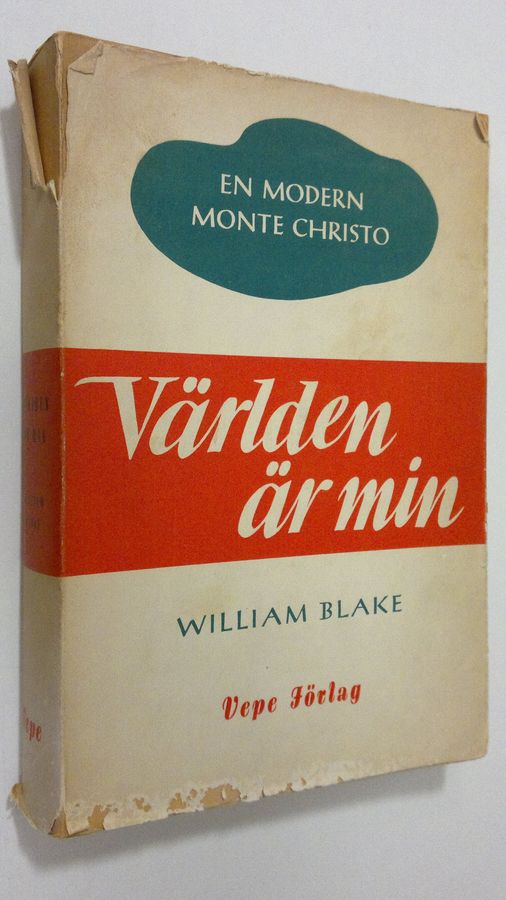 EN MODERN
MONTE CHRISTO
Världen
är min
WILLIAM BLAKE
Vepe Förlag